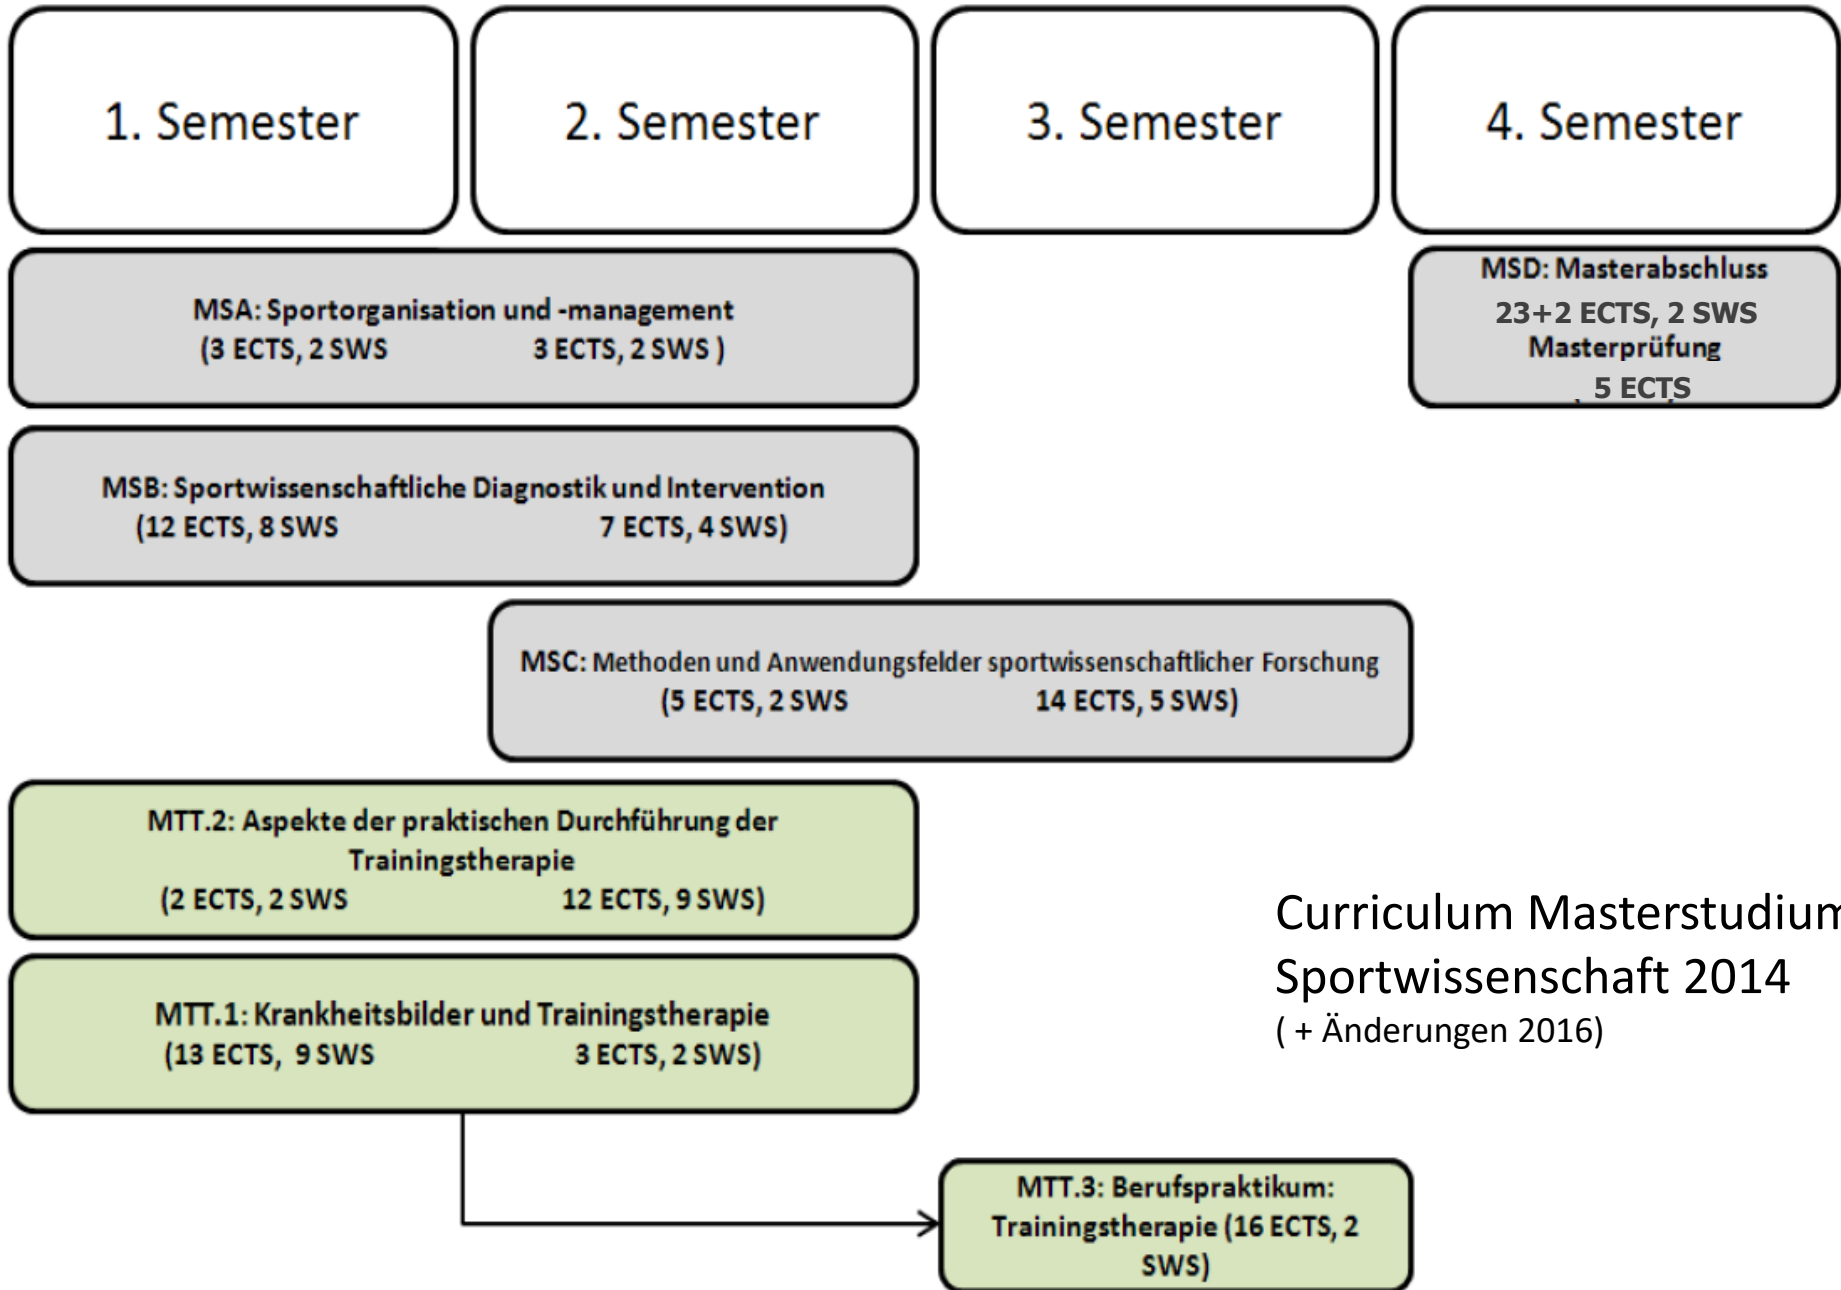 1. Semester
2. Semester
3. Semester
4. Semester
MSA: Sportorganisation und -management
(3 ECTS, 2 SWS 3 ECTS, 2 SWS )
MSD: Masterabschluss
23+2 ECTS, 2 SWS
Masterprüfung
5 ECTS
MSB: Sportwissenschaftliche Diagnostik und Intervention
(12 ECTS, 8 SWS 7 ECTS, 4 SWS)
MSC: Methoden und Anwendungsfelder sportwissenschaftlicher Forschung
(5 ECTS, 2 SWS 14 ECTS, 5 SWS)
MTT.2: Aspekte der praktischen Durchführung der
Trainingstherapie
(2 ECTS, 2 SWS 12 ECTS, 9 SWS)
MTT.1: Krankheitsbilder und Trainingstherapie
(13 ECTS, 9 SWS 3 ECTS, 2 SWS)
Curriculum Masterstudium
Sportwissenschaft 2014
( + Änderungen 2016)
MTT.3: Berufspraktikum:
Trainingstherapie (16 ECTS, 2
SWS)